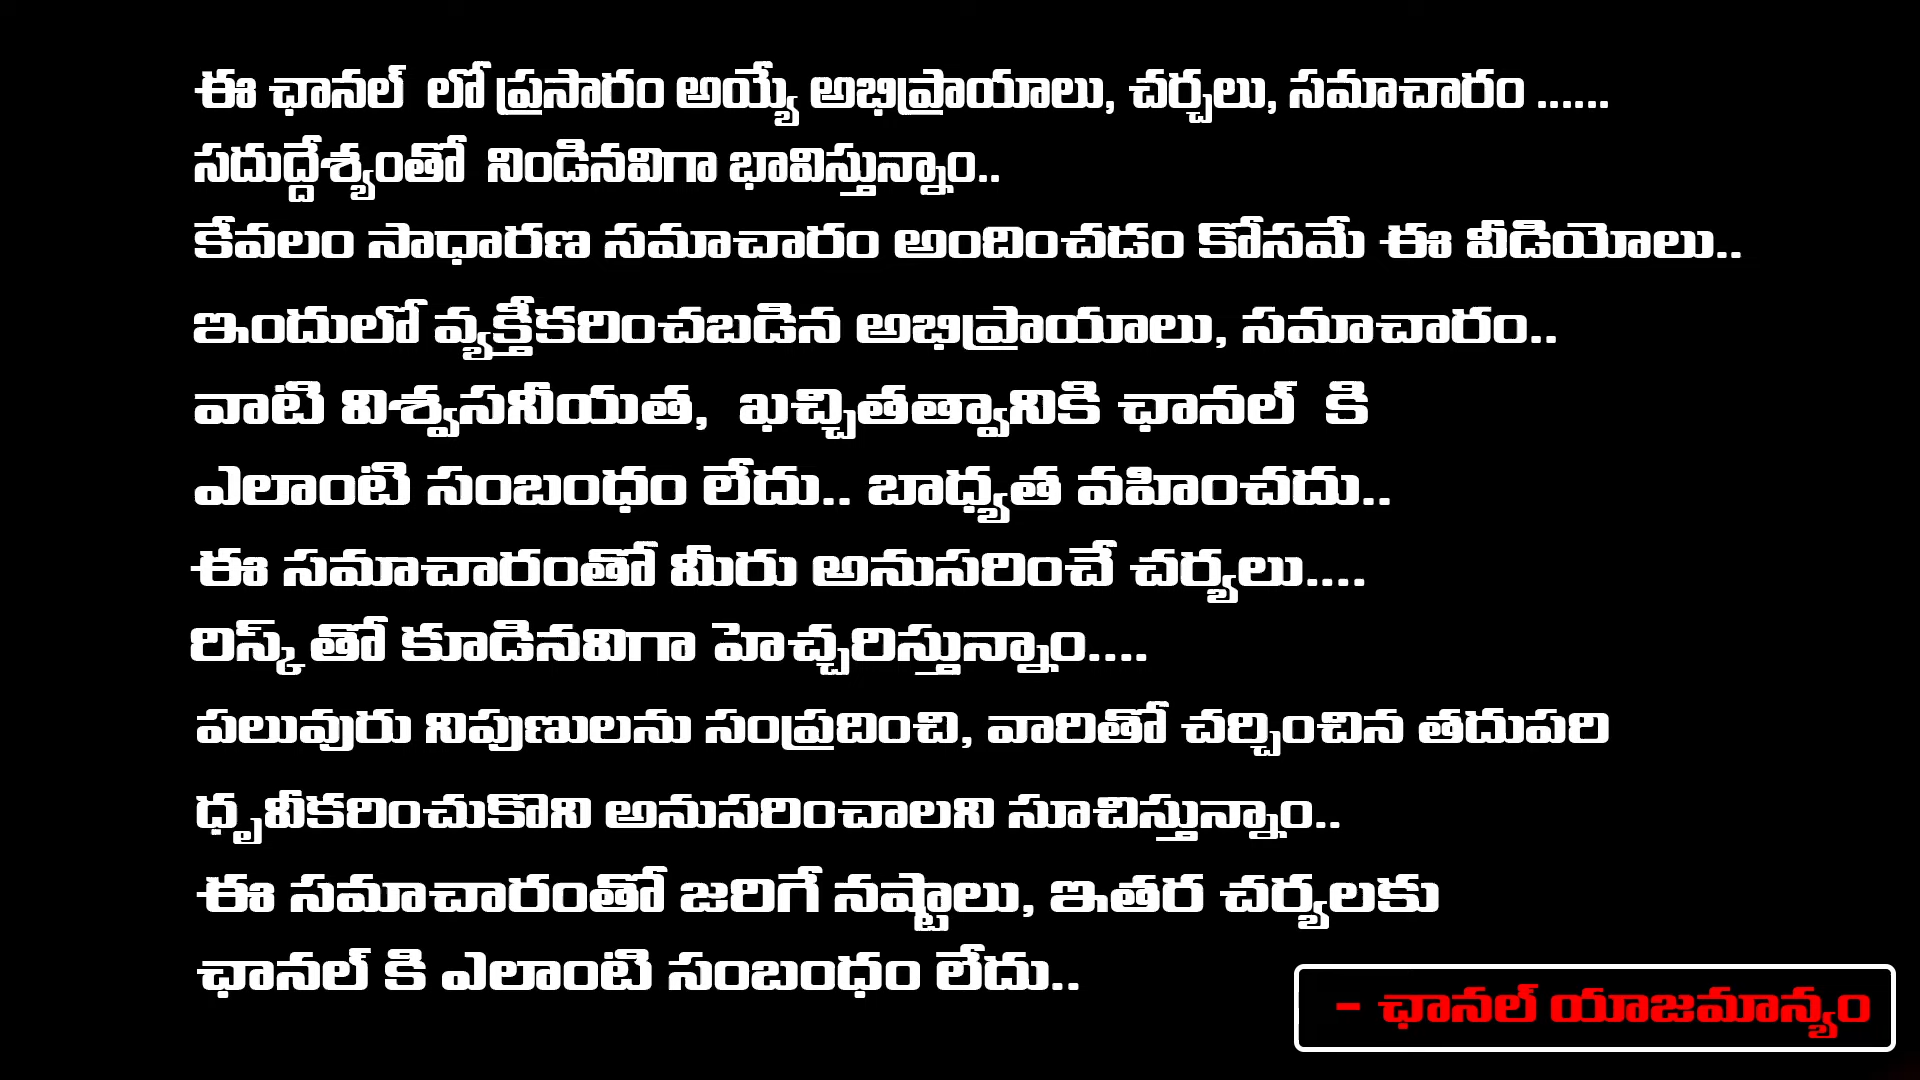 ఈ ఛానల్ లో ప్రసారం అయ్యే అభిప్రాయాలు, చర్చలు, సమాచారం ......
సదుద్దేశ్యంతో నిండినవిగా భావిస్తున్నాం..
కేవలం సాధారణ సమాచారం అందించడం కోసమే ఈ వీడియోలు..
ఇందులో వ్యక్తీకరించబడిన అభిప్రాయాలు, సమాచారం..
వాటి విశ్వసనీయత, ఖచ్చితత్వానికి ఛానల్ కి
ఎలాంటి సంబంధం లేదు.. బాధ్యత వహించదు..
ఈ సమాచారంతో మీరు అనుసరించే చర్యలు....
రిస్క్ తో కూడినవిగా హెచ్చరిస్తున్నాం....
పలువురు నిపుణులను సంప్రదించి, వారితో చర్చించిన తదుపరి
ధృవీకరించుకొని అనుసరించాలని సూచిస్తున్నాం..
ఈ సమాచారంతో జరిగే నష్టాలు, ఇతర చర్యలకు
ఛానల్ కి ఎలాంటి సంబంధం లేదు..
- ఛానల్ యాజమాన్యం